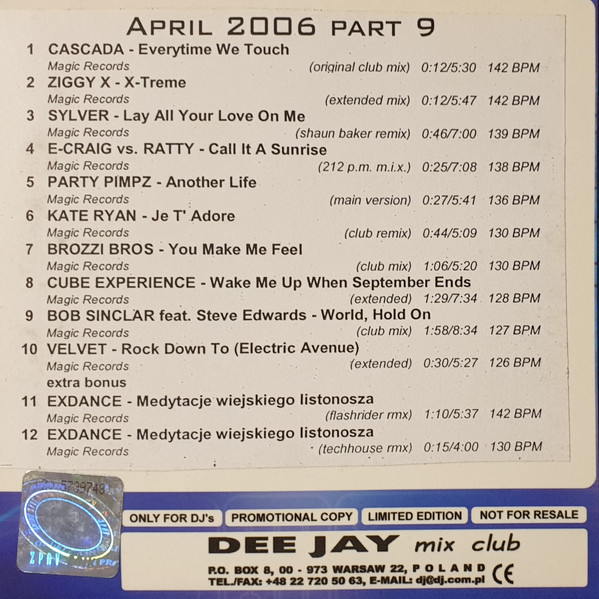 APRIL 2006 PART 9
1 CASCADA - Everytime We Touch
Magic Records (original club mix) 0:12/5:30 142 BPM
2 ZIGGY X - X-Treme
Magic Records (extended mix) 0:12/5:47 142 BPM
3 SYLVER - Lay All Your Love On Me
Magic Records (shaun baker remix) 0:46/7:00 139 BPM
4 E-CRAIG vs. RATTY - Call It A Sunrise
Magic Records (212 p.m. m.i.x.) 0:25/7:08 138 BPM
5 PARTY PIMPZ - Another Life
Magic Records (main version) 0:27/5:41 136 BPM
6 KATE RYAN - Je T' Adore
Magic Records (club remix) 0:44/5:09 130 BPM
7 BROZZI BROS - You Make Me Feel
Magic Records (club mix) 1:06/5:20 130 BPM
8 CUBE EXPERIENCE - Wake Me Up When September Ends
Magic Records (extended) 1:29/7:34 128 BPM
9 BOB SINCLAR feat. Steve Edwards - World, Hold On
Magic Records (club mix) 1:58/8:34 127 BPM
10 VELVET - Rock Down To (Electric Avenue)
Magic Records (extended) 0:30/5:27 126 BPM
extra bonus
11 EXDANCE - Medytacje wiejskiego listonosza
Magic Records (flashrider rmx) 1:10/5:37 142 BPM
12 EXDANCE - Medytacje wiejskiego listonosza
Magic Records (techhouse rmx) 0:15/4:00 130 BPM
ZPAV
ONLY FOR DJ's PROMOTIONAL COPY LIMITED EDITION NOT FOR RESALE
DEE JAY mix club
P.O. BOX 8, 00 - 973 WARSAW 22, P O L A N D
TEL./FAX: +48 22 720 50 63, E-MAIL: dj@dj.com.pl CE